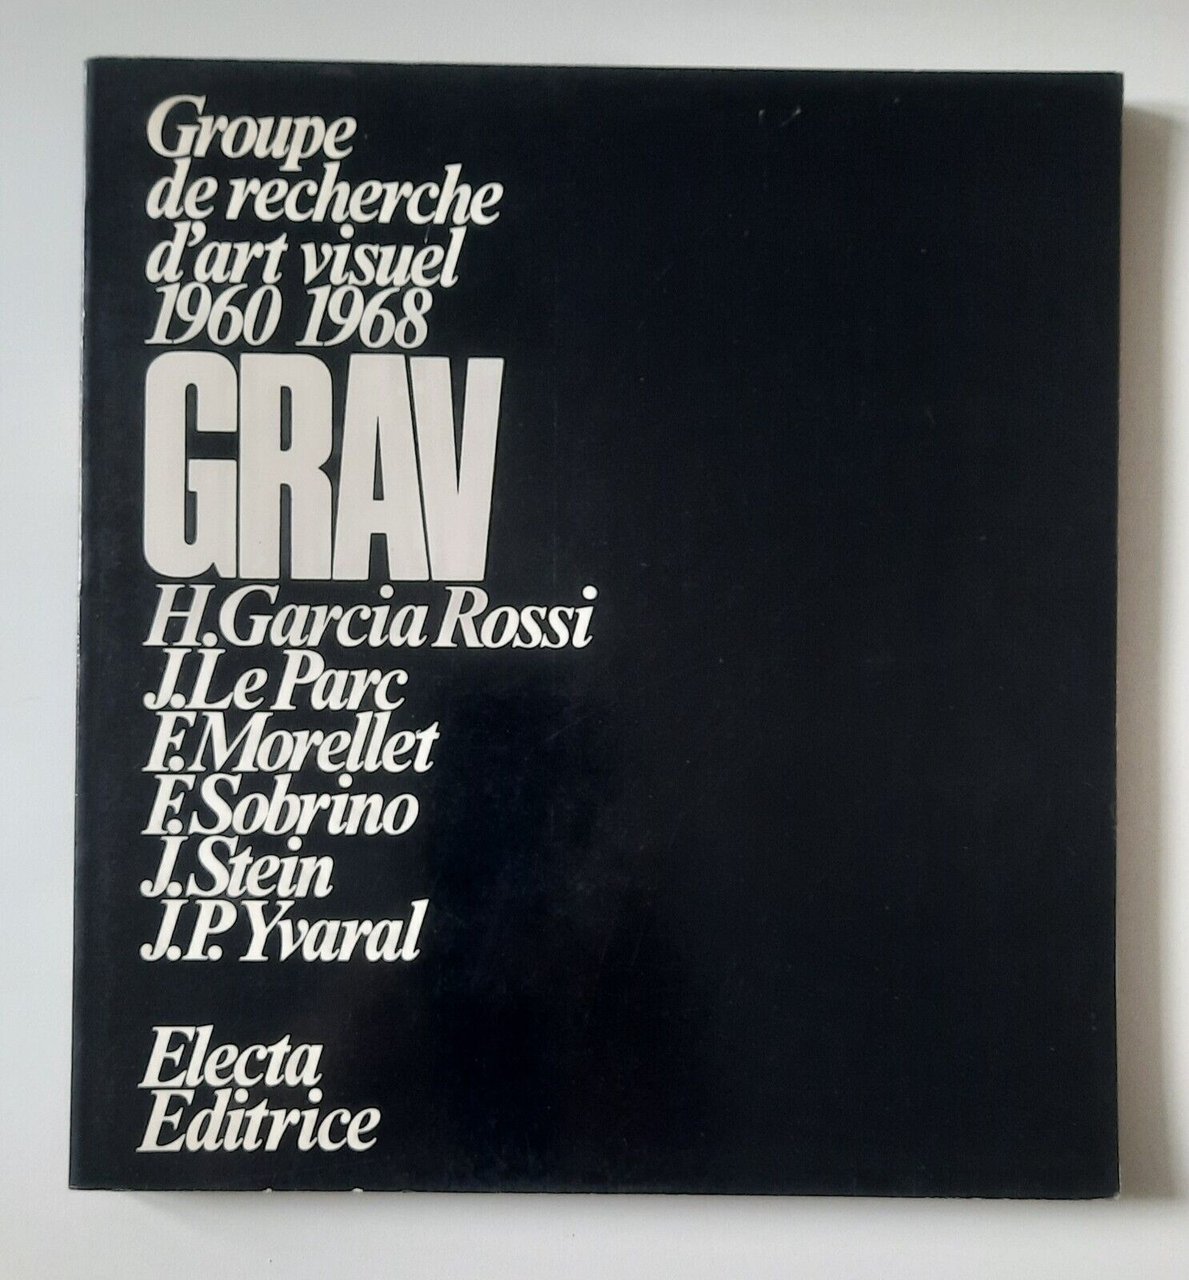 Groupe
de recherche
d'art visuel
1960 1968
GRAV
H.Garcia Rossi
J.Le Parc
F.Morellet
F.Sobrino
J.Stein
J.P.Yvaral
Electa
Editrice